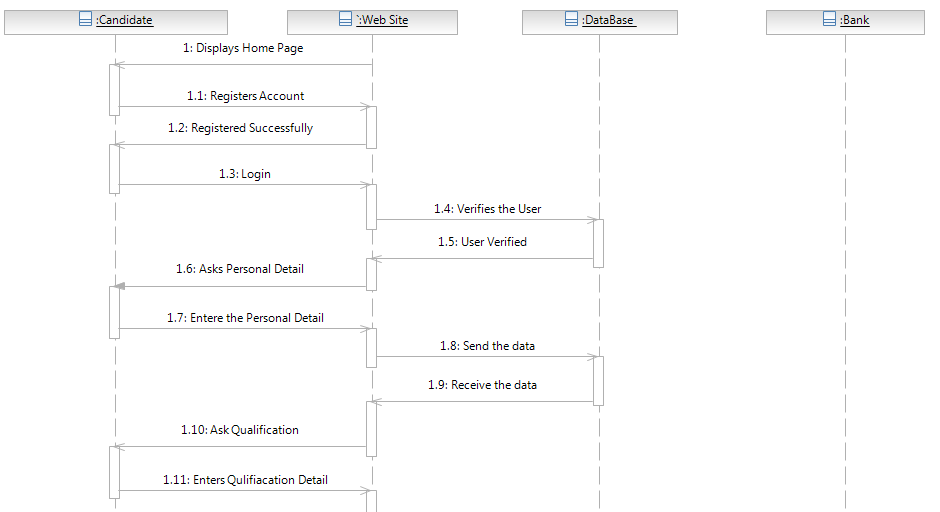 :Candidate
`:Web Site
:DataBase
:Bank
1: Displays Home Page
1.1: Registers Account
1.2: Registered Successfully
1.3: Login
1.4: Verifies the User
1.5: User Verified
1.6: Asks Personal Detail
1.7: Entere the Personal Detail
1.8: Send the data
1.9: Receive the data
1.10: Ask Qualification
1.11: Enters Qulifiacation Detail